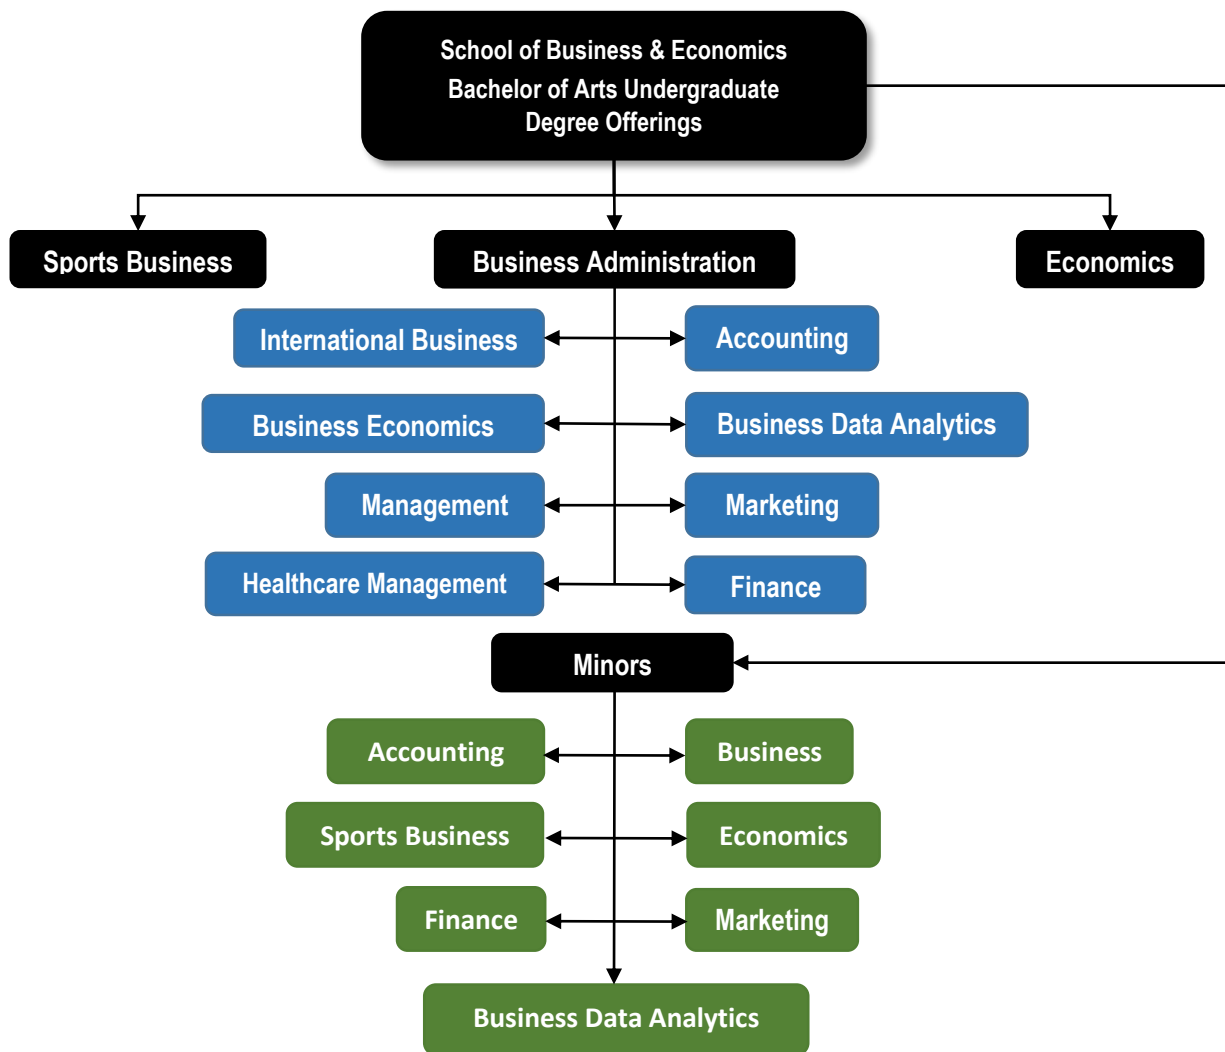 School of Business & Economics
Bachelor of Arts Undergraduate
Degree Offerings
Sports Business
Business Administration
Economics
International Business
Accounting
Business Economics
Business Data Analytics
Management
Marketing
Healthcare Management
Finance
Minors
Accounting
Business
Sports Business
Economics
Finance
Marketing
Business Data Analytics